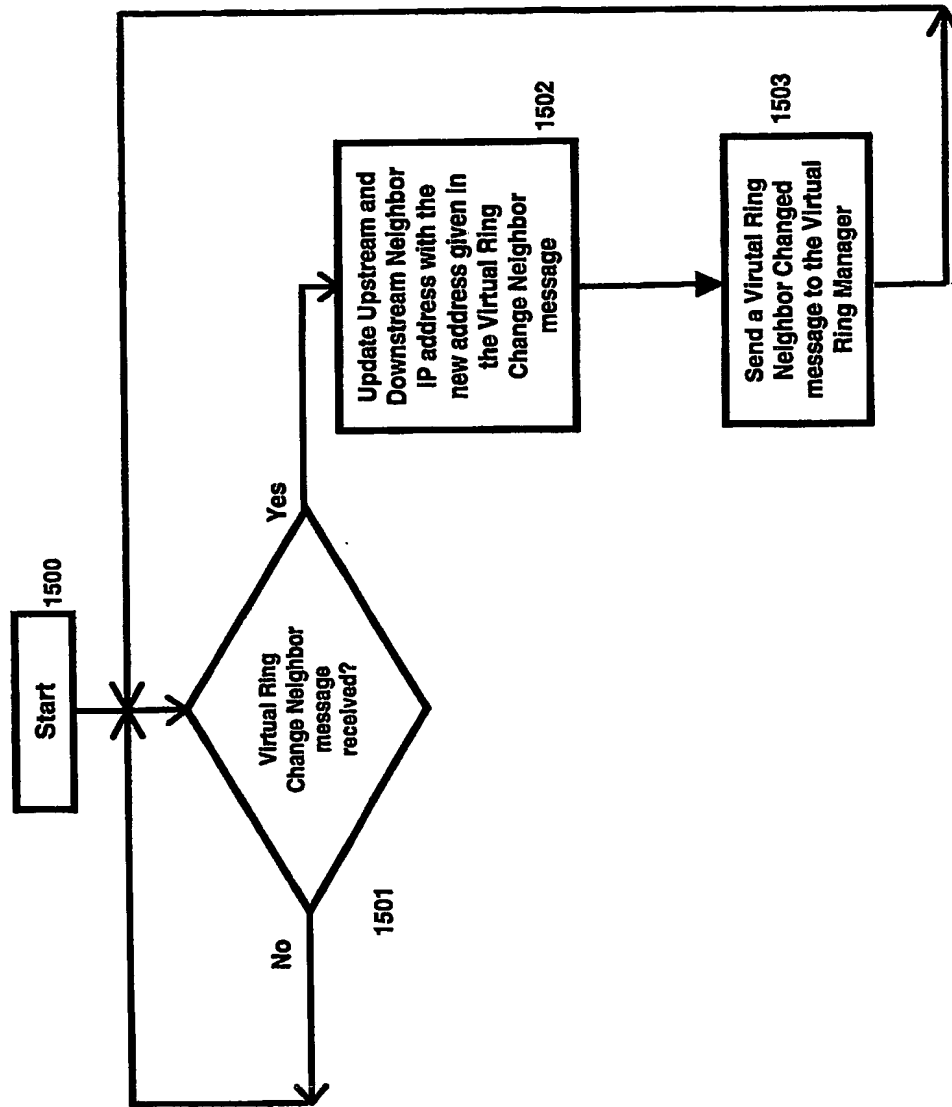 Start
1500
Virtual Ring
Change Neighbor
message
received?
1501
No
Yes
Update Upstream and
Downstream Neighbor
IP address with the
new address given in
the Virtual Ring
Change Neighbor
message
1502
Send a Virutal Ring
Neighbor Changed
message to the Virtual
Ring Manager
1503